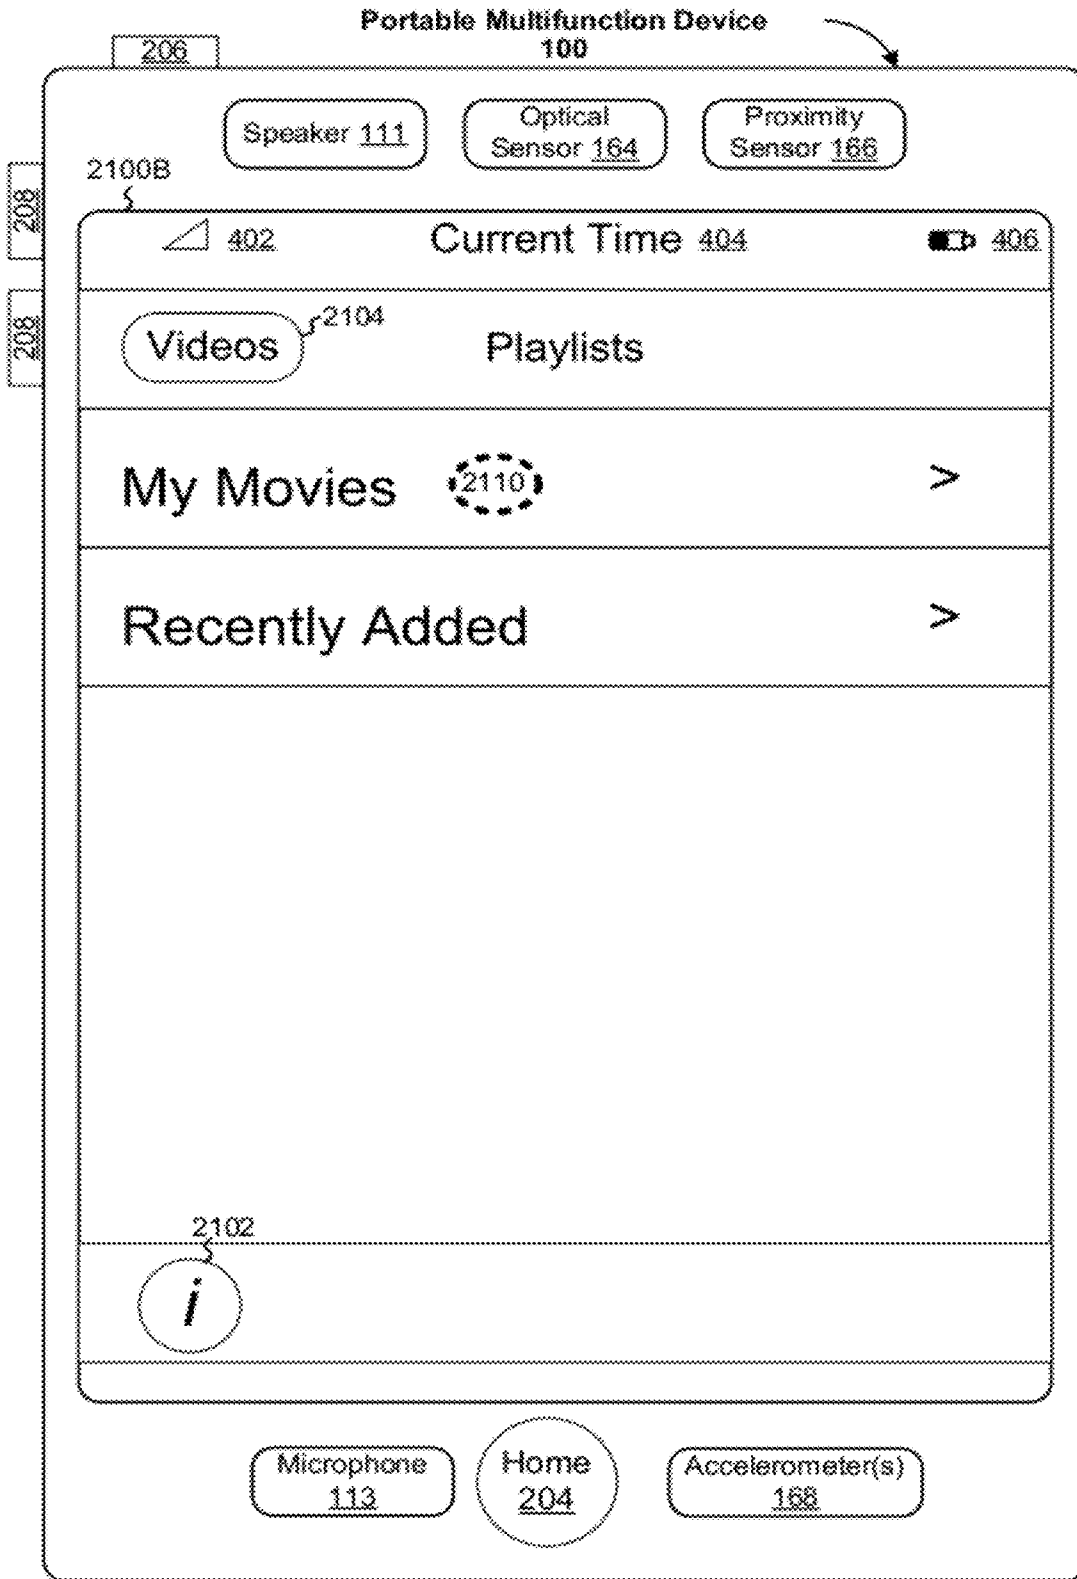 Portable Multifunction Device
100
206
Speaker 111
Optical
Sensor 164
Proximity
Sensor 166
2100B
208
402
Current Time 404
406
208
Videos
2104
Playlists
My Movies
2110
>
Recently Added
>
2102
i
Microphone
113
Home
204
Accelerometer(s)
168